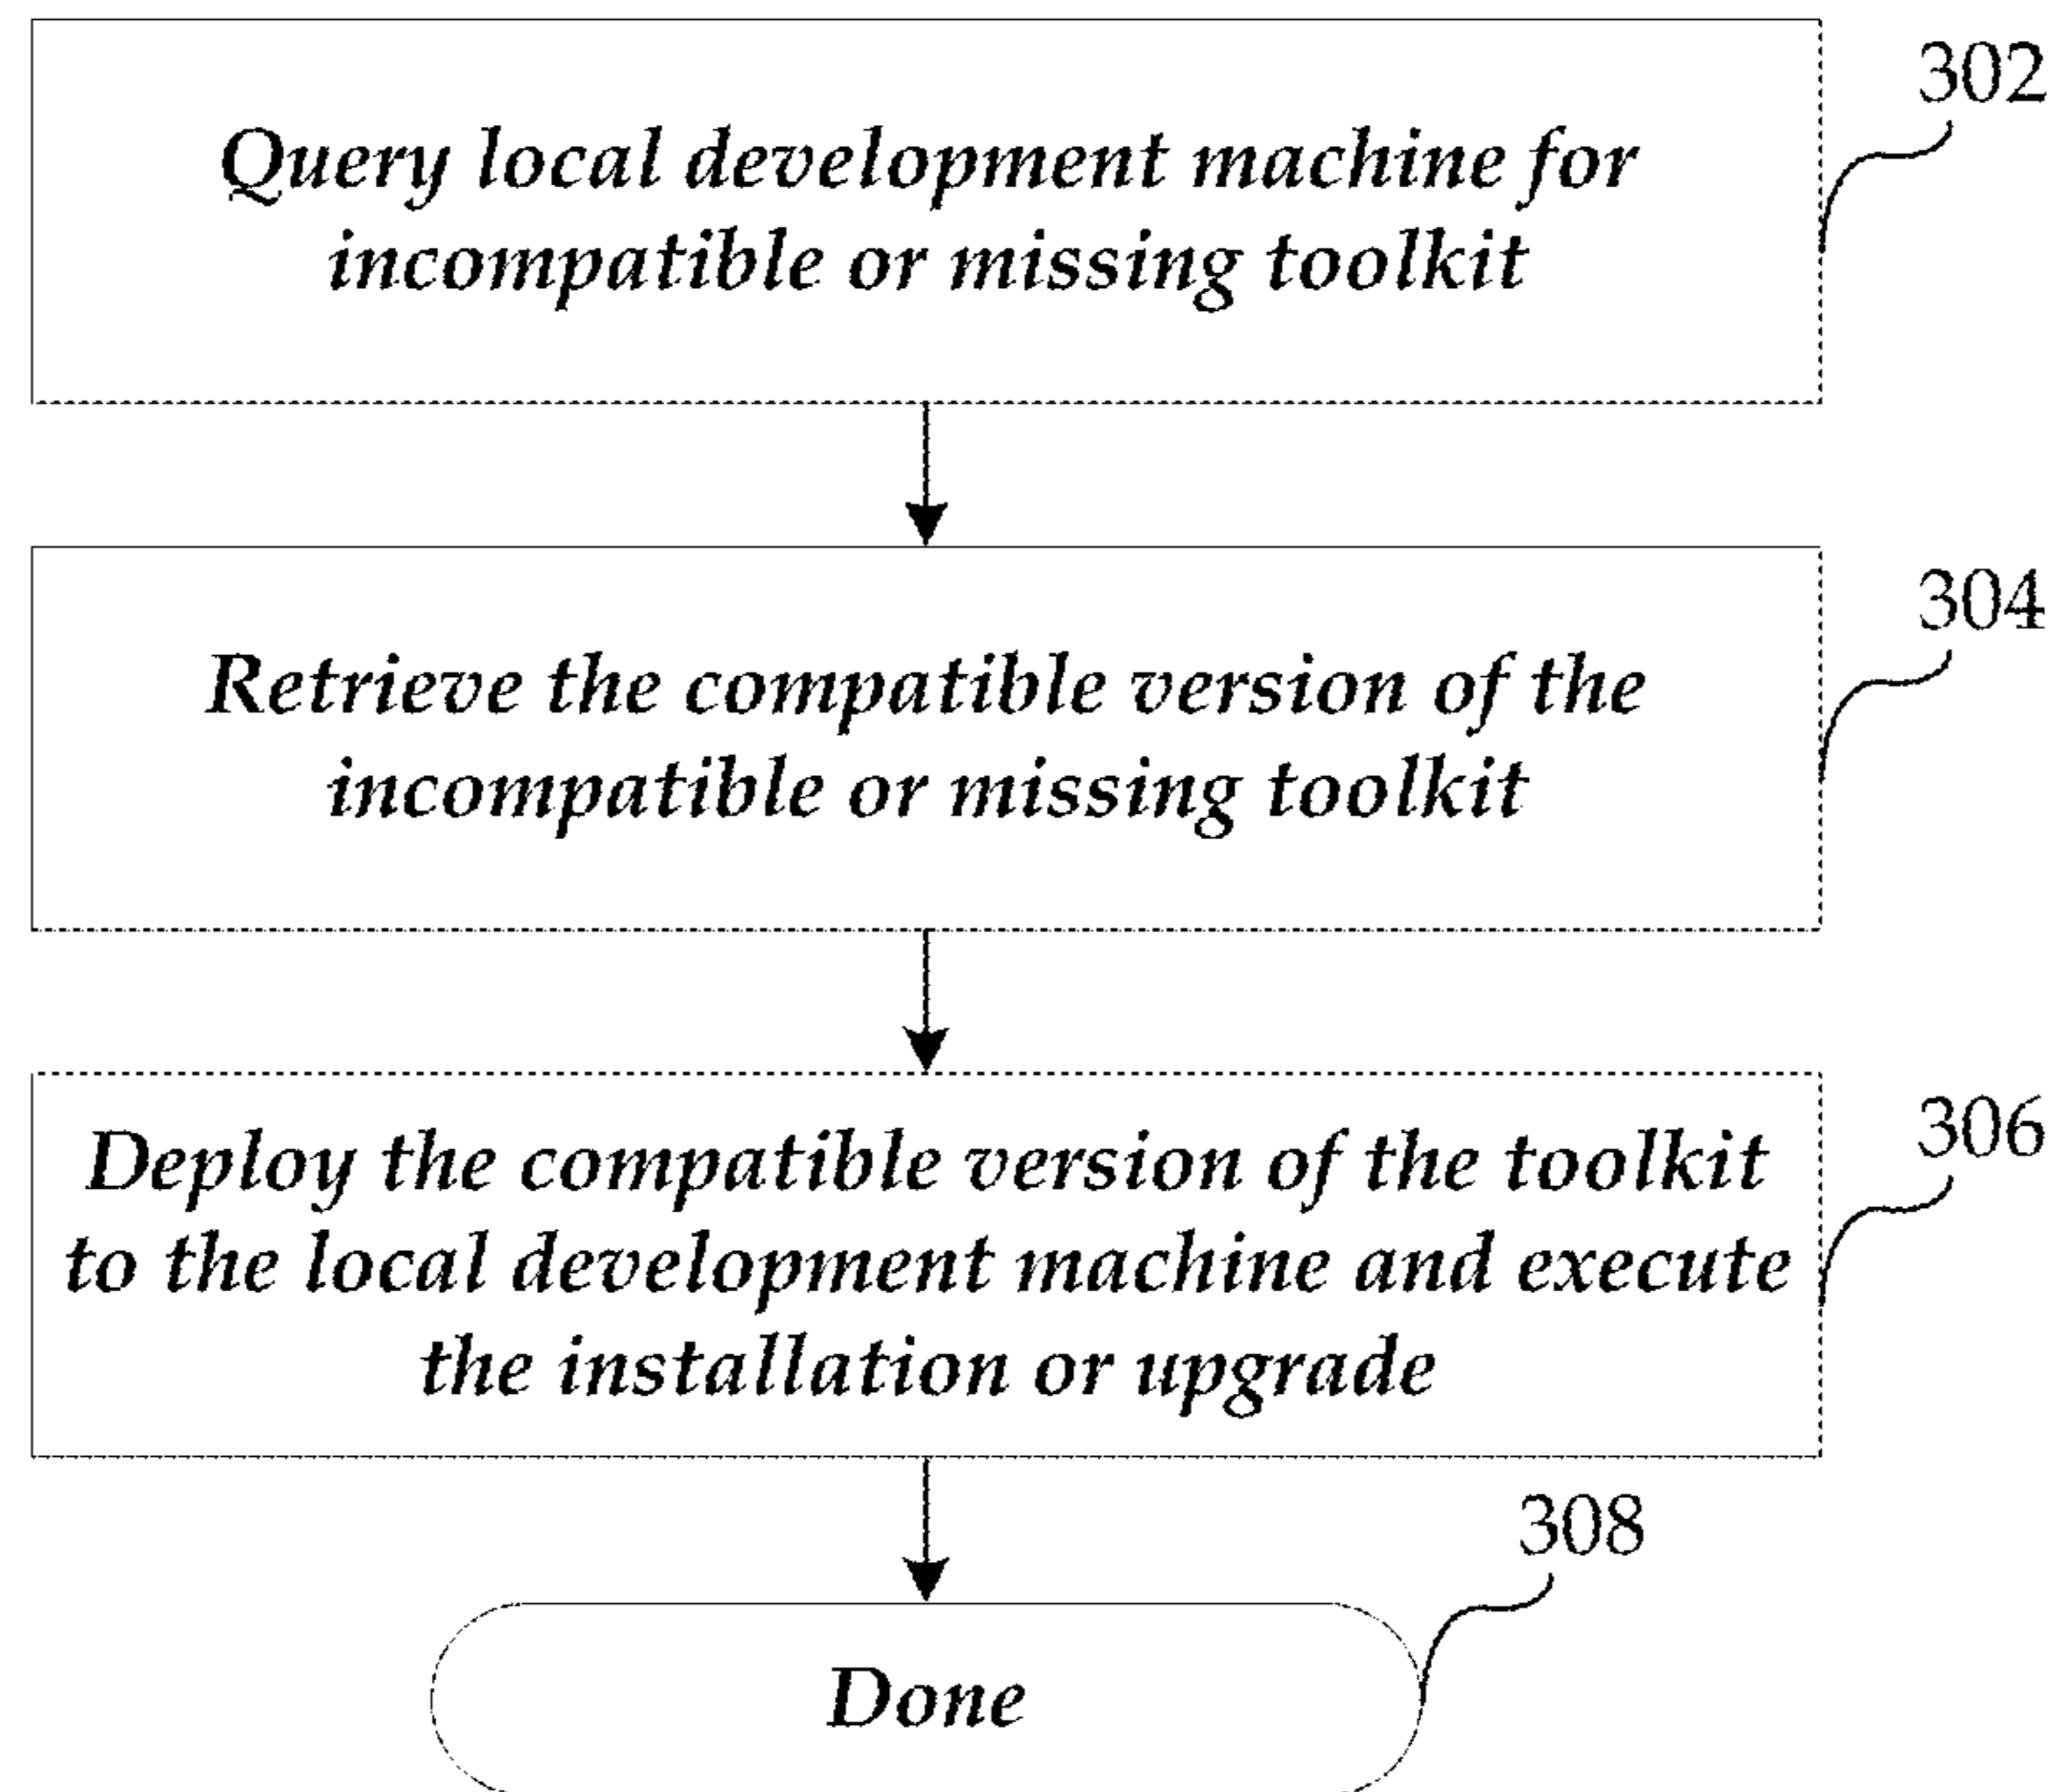 302
Query local development machine for
incompatible or missing toolkit
304
Retrieve the compatible version of the
incompatible or missing toolkit
306
Deploy the compatible version of the toolkit
to the local development machine and execute
the installation or upgrade
308
Done